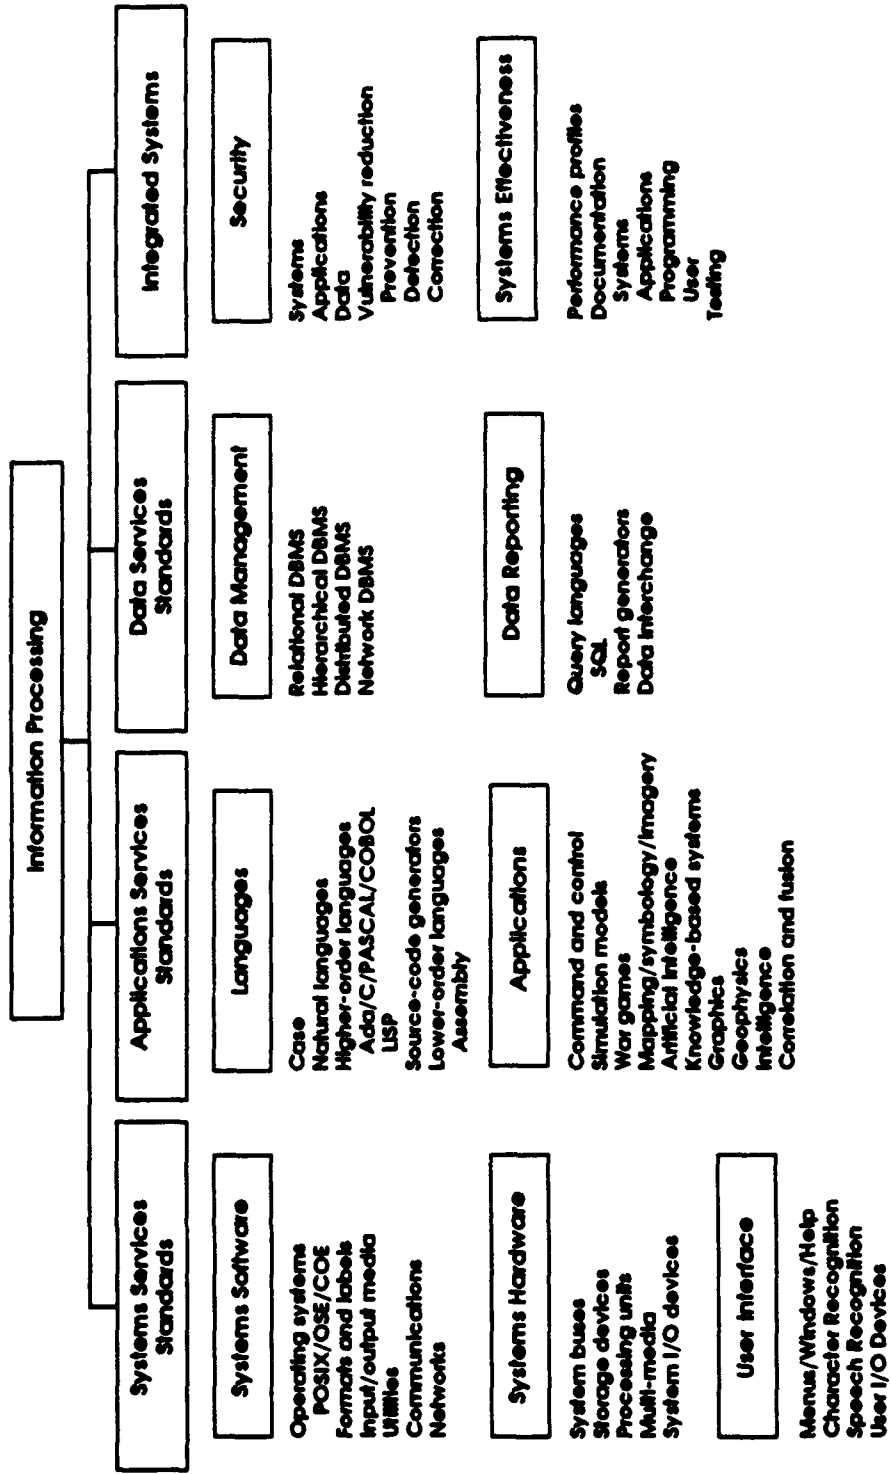 Information Processing
Systems Services
Standards
Systems Software
Operating systems
POSIX/OSE/COE
Formats and labels
Input/output media
Utilities
Communications
Networks
Systems Hardware
System buses
Storage devices
Processing units
Multi-media
System I/O devices
User Interface
Menus/Windows/Help
Character Recognition
Speech Recognition
User I/O Devices
Applications Services
Standards
Languages
Case
Natural languages
Higher-order languages
Ada/C/PASCAL/COBOL
LISP
Source-code generators
Lower-order languages
Assembly
Applications
Command and control
Simulation models
War games
Mapping/symbology/imagery
Artificial intelligence
Knowledge-based systems
Graphics
Geophysics
Intelligence
Correlation and fusion
Data Services
Standards
Data Management
Relational DBMS
Hierarchical DBMS
Distributed DBMS
Network DBMS
Data Reporting
Query languages
SQL
Report generators
Data interchange
Integrated Systems
Security
Systems
Applications
Data
Vulnerability reduction
Prevention
Detection
Correction
Systems Effectiveness
Performance profiles
Documentation
Systems
Applications
Programming
User
Testing